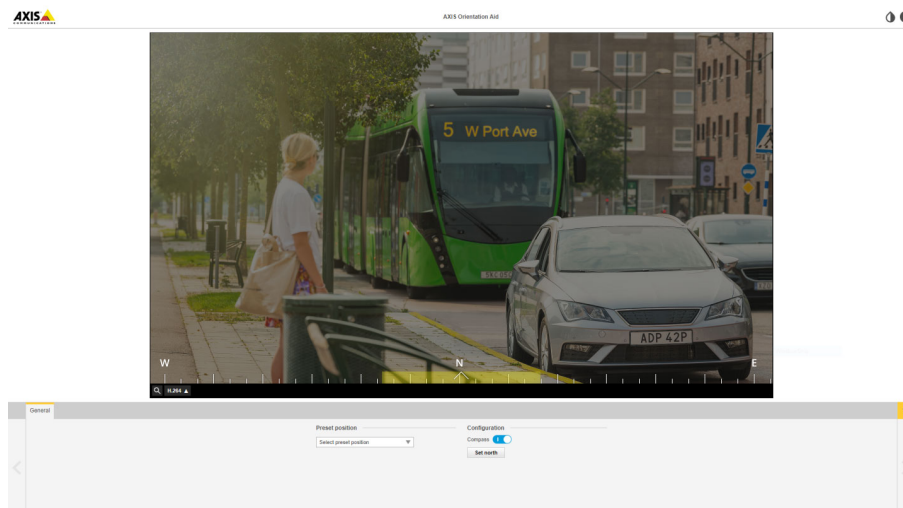 AXIS
COMMUNICATIONS
AXIS Orientation Aid
5 W Port Ave
ADP 42P
W
N
E
H.264
General
Preset position
Select preset position
Configuration
Compass
Set north